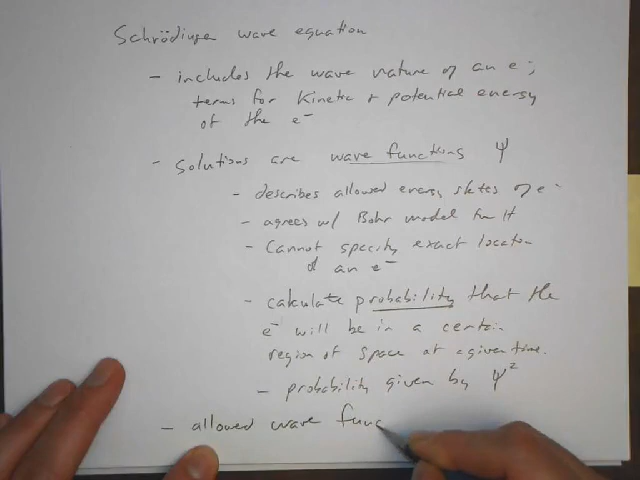 Schrödinger wave equation
- includes the wave nature of an e⁻;
terms for kinetic + potential energy
of the e⁻
- solutions are wave functions ψ
- describes allowed energy states of e⁻
- agrees w/ Bohr model for H
- Cannot specify exact location
of an e⁻
- calculate probability that the
e⁻ will be in a certain
region of space at a given time.
- probability given by ψ²
- allowed wave func